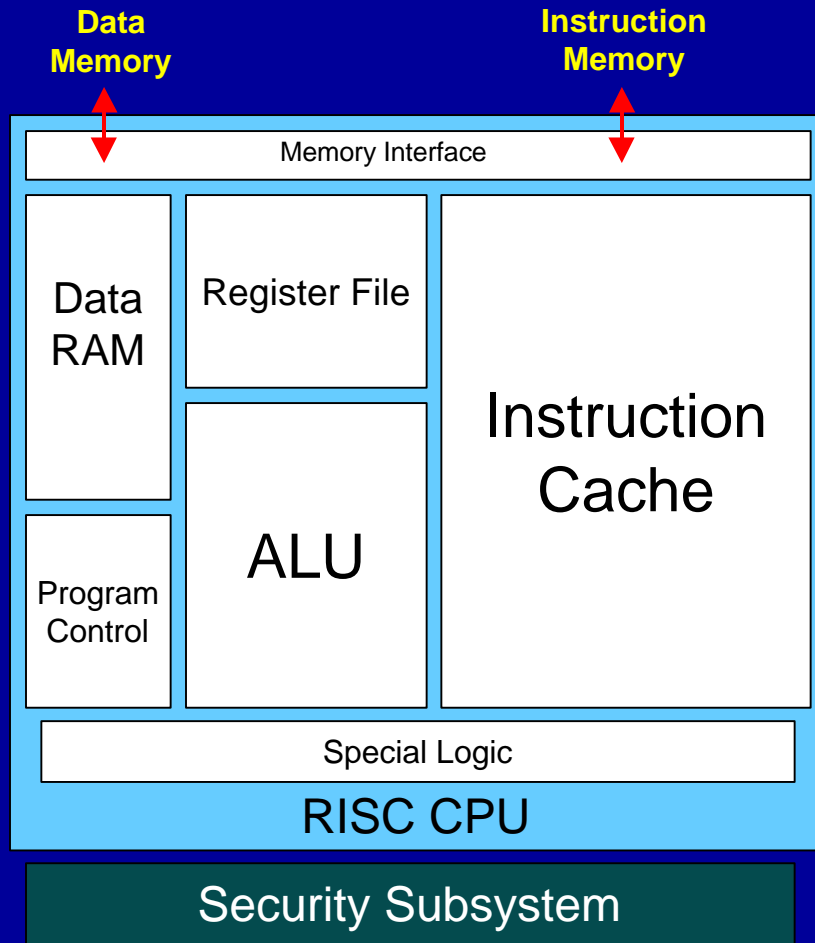 Data
Memory
Instruction
Memory
Memory Interface
Data
RAM
Register File
Instruction
Cache
ALU
Program
Control
Special Logic
RISC CPU
Security Subsystem